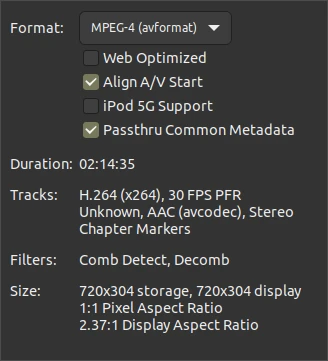 Format: MPEG-4 (avformat)
Web Optimized
Align A/V Start
iPod 5G Support
Passthru Common Metadata
Duration: 02:14:35
Tracks: H.264 (x264), 30 FPS PFR
Unknown, AAC (avcodec), Stereo
Chapter Markers
Filters: Comb Detect, Decomb
Size: 720x304 storage, 720x304 display
1:1 Pixel Aspect Ratio
2.37:1 Display Aspect Ratio